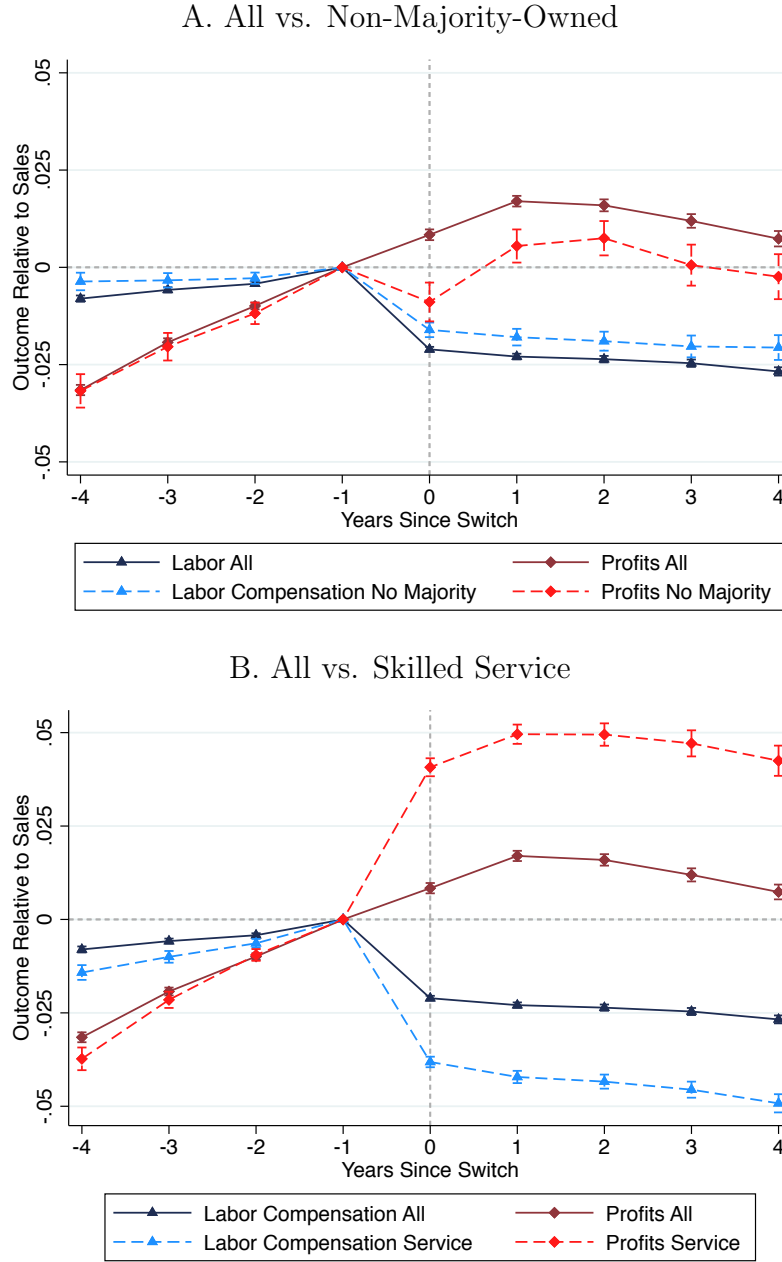 A. All vs. Non-Majority-Owned
Outcome Relative to Sales
.05
.025
0
-.025
-.05
-4 -3 -2 -1 0 1 2 3 4
Years Since Switch
Labor All Profits All
Labor Compensation No Majority Profits No Majority
B. All vs. Skilled Service
Outcome Relative to Sales
.05
.025
0
-.025
-.05
-4 -3 -2 -1 0 1 2 3 4
Years Since Switch
Labor Compensation All Profits All
Labor Compensation Service Profits Service